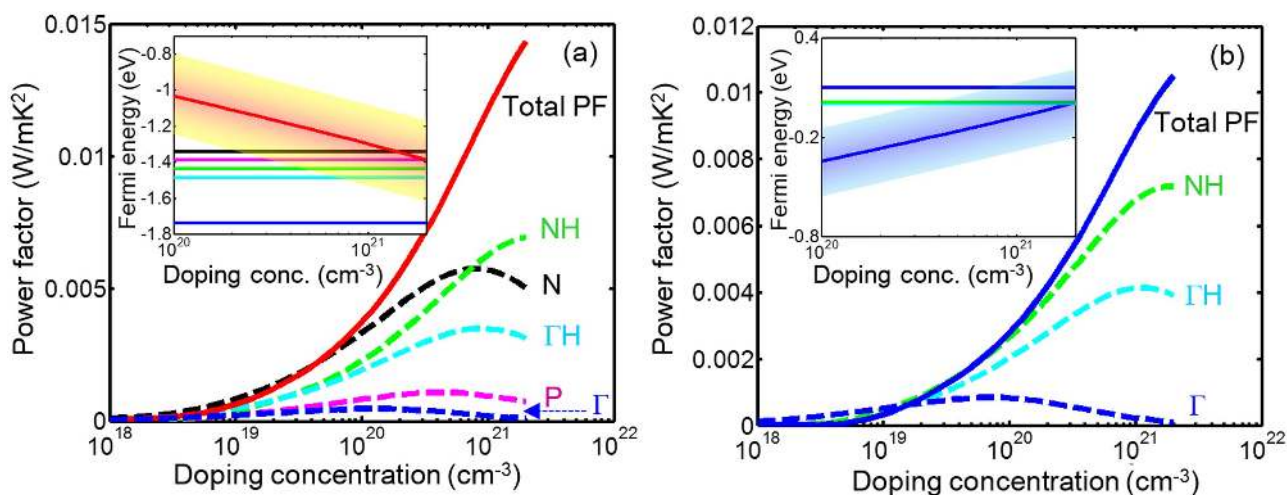 (a)
Power factor (W/mK²)
0.015
0.01
0.005
0
Fermi energy (eV)
-0.8
-1
-1.2
-1.4
-1.6
-1.8
10²⁰
10²¹
Doping conc. (cm⁻³)
Total PF
NH
N
ΓH
P
Γ
10¹⁸
10¹⁹
10²⁰
10²¹
10²²
Doping concentration (cm⁻³)
(b)
Power factor (W/mK²)
0.012
0.010
0.008
0.006
0.004
0.002
0
Fermi energy (eV)
0.4
-0.2
-0.8
10²⁰
10²¹
Doping conc. (cm⁻³)
Total PF
NH
ΓH
Γ
10¹⁸
10¹⁹
10²⁰
10²¹
10²²
Doping concentration (cm⁻³)